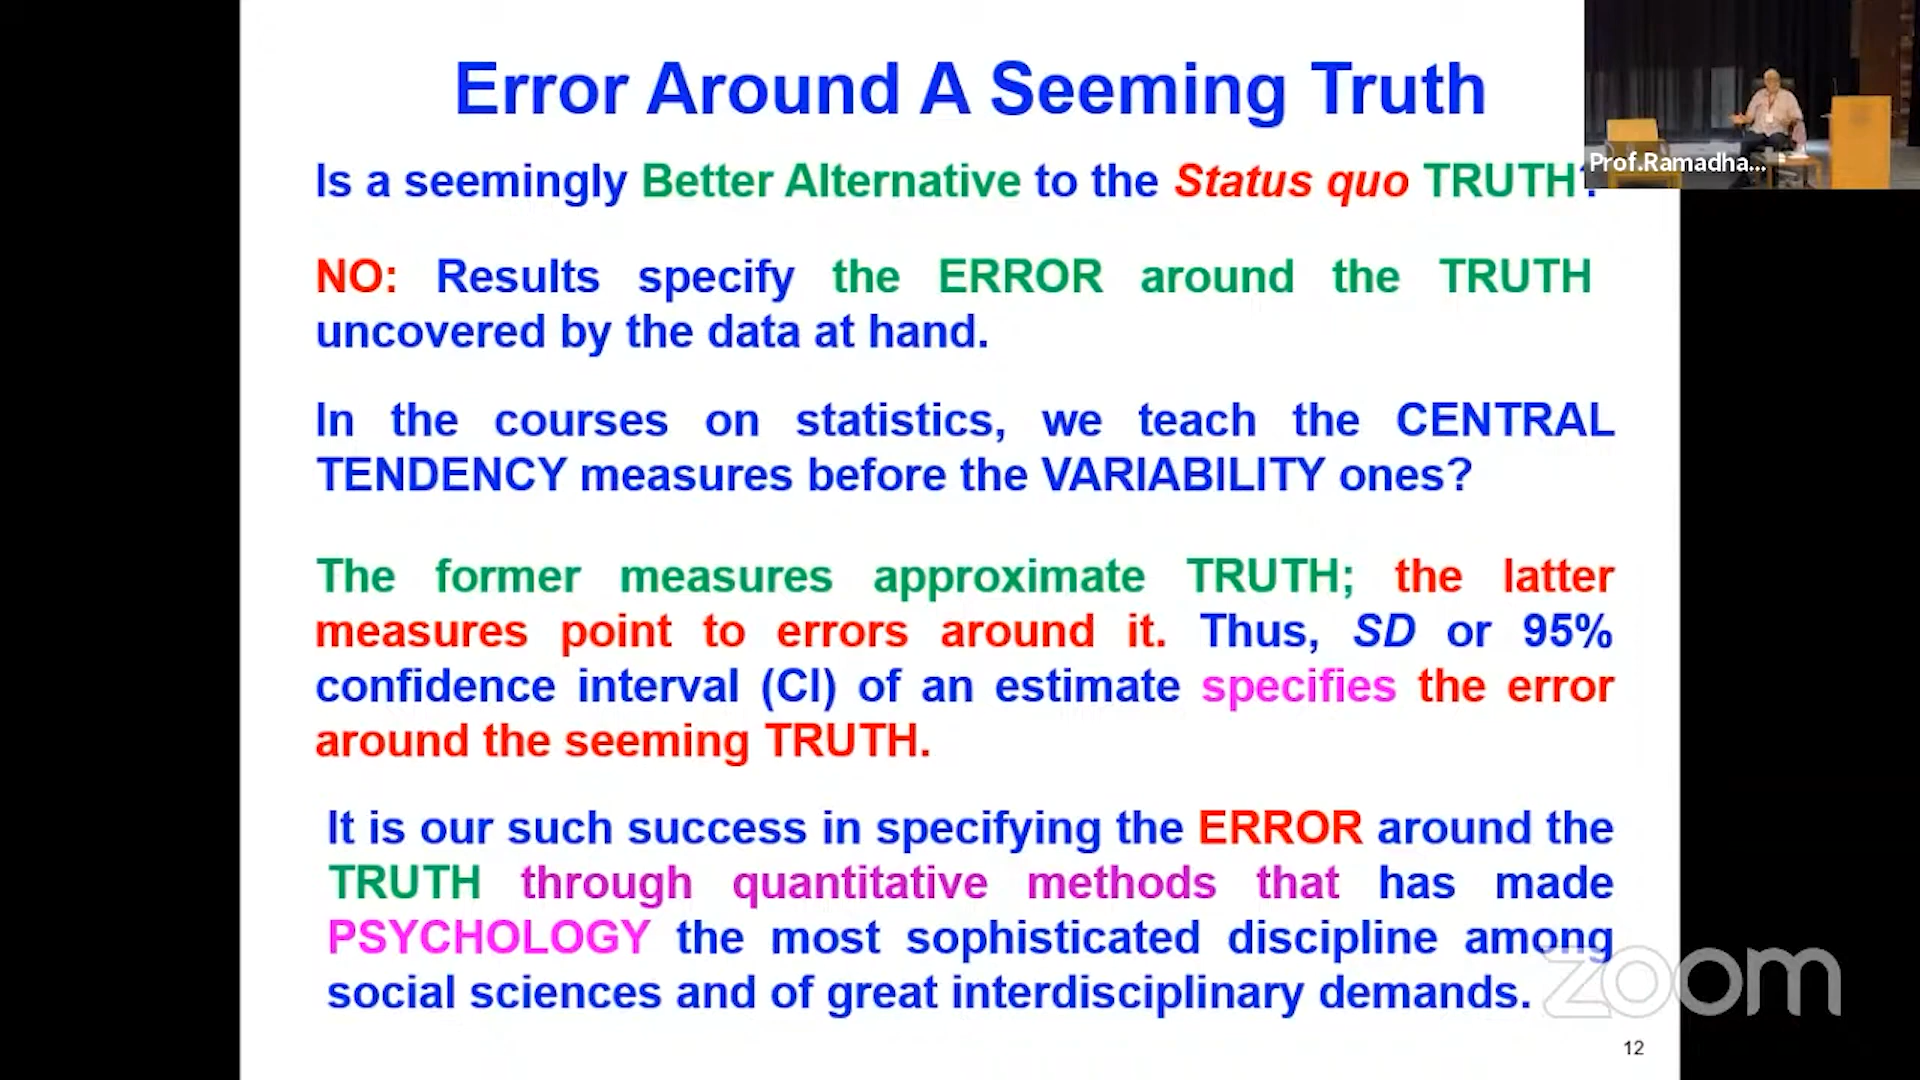 Error Around A Seeming Truth
Is a seemingly Better Alternative to the Status quo TRUTH?
Prof.Ramadha...
NO: Results specify the ERROR around the TRUTH
uncovered by the data at hand.
In the courses on statistics, we teach the CENTRAL
TENDENCY measures before the VARIABILITY ones?
The former measures approximate TRUTH; the latter
measures point to errors around it. Thus, SD or 95%
confidence interval (CI) of an estimate specifies the error
around the seeming TRUTH.
It is our such success in specifying the ERROR around the
TRUTH through quantitative methods that has made
PSYCHOLOGY the most sophisticated discipline among
social sciences and of great interdisciplinary demands.
zoom
12